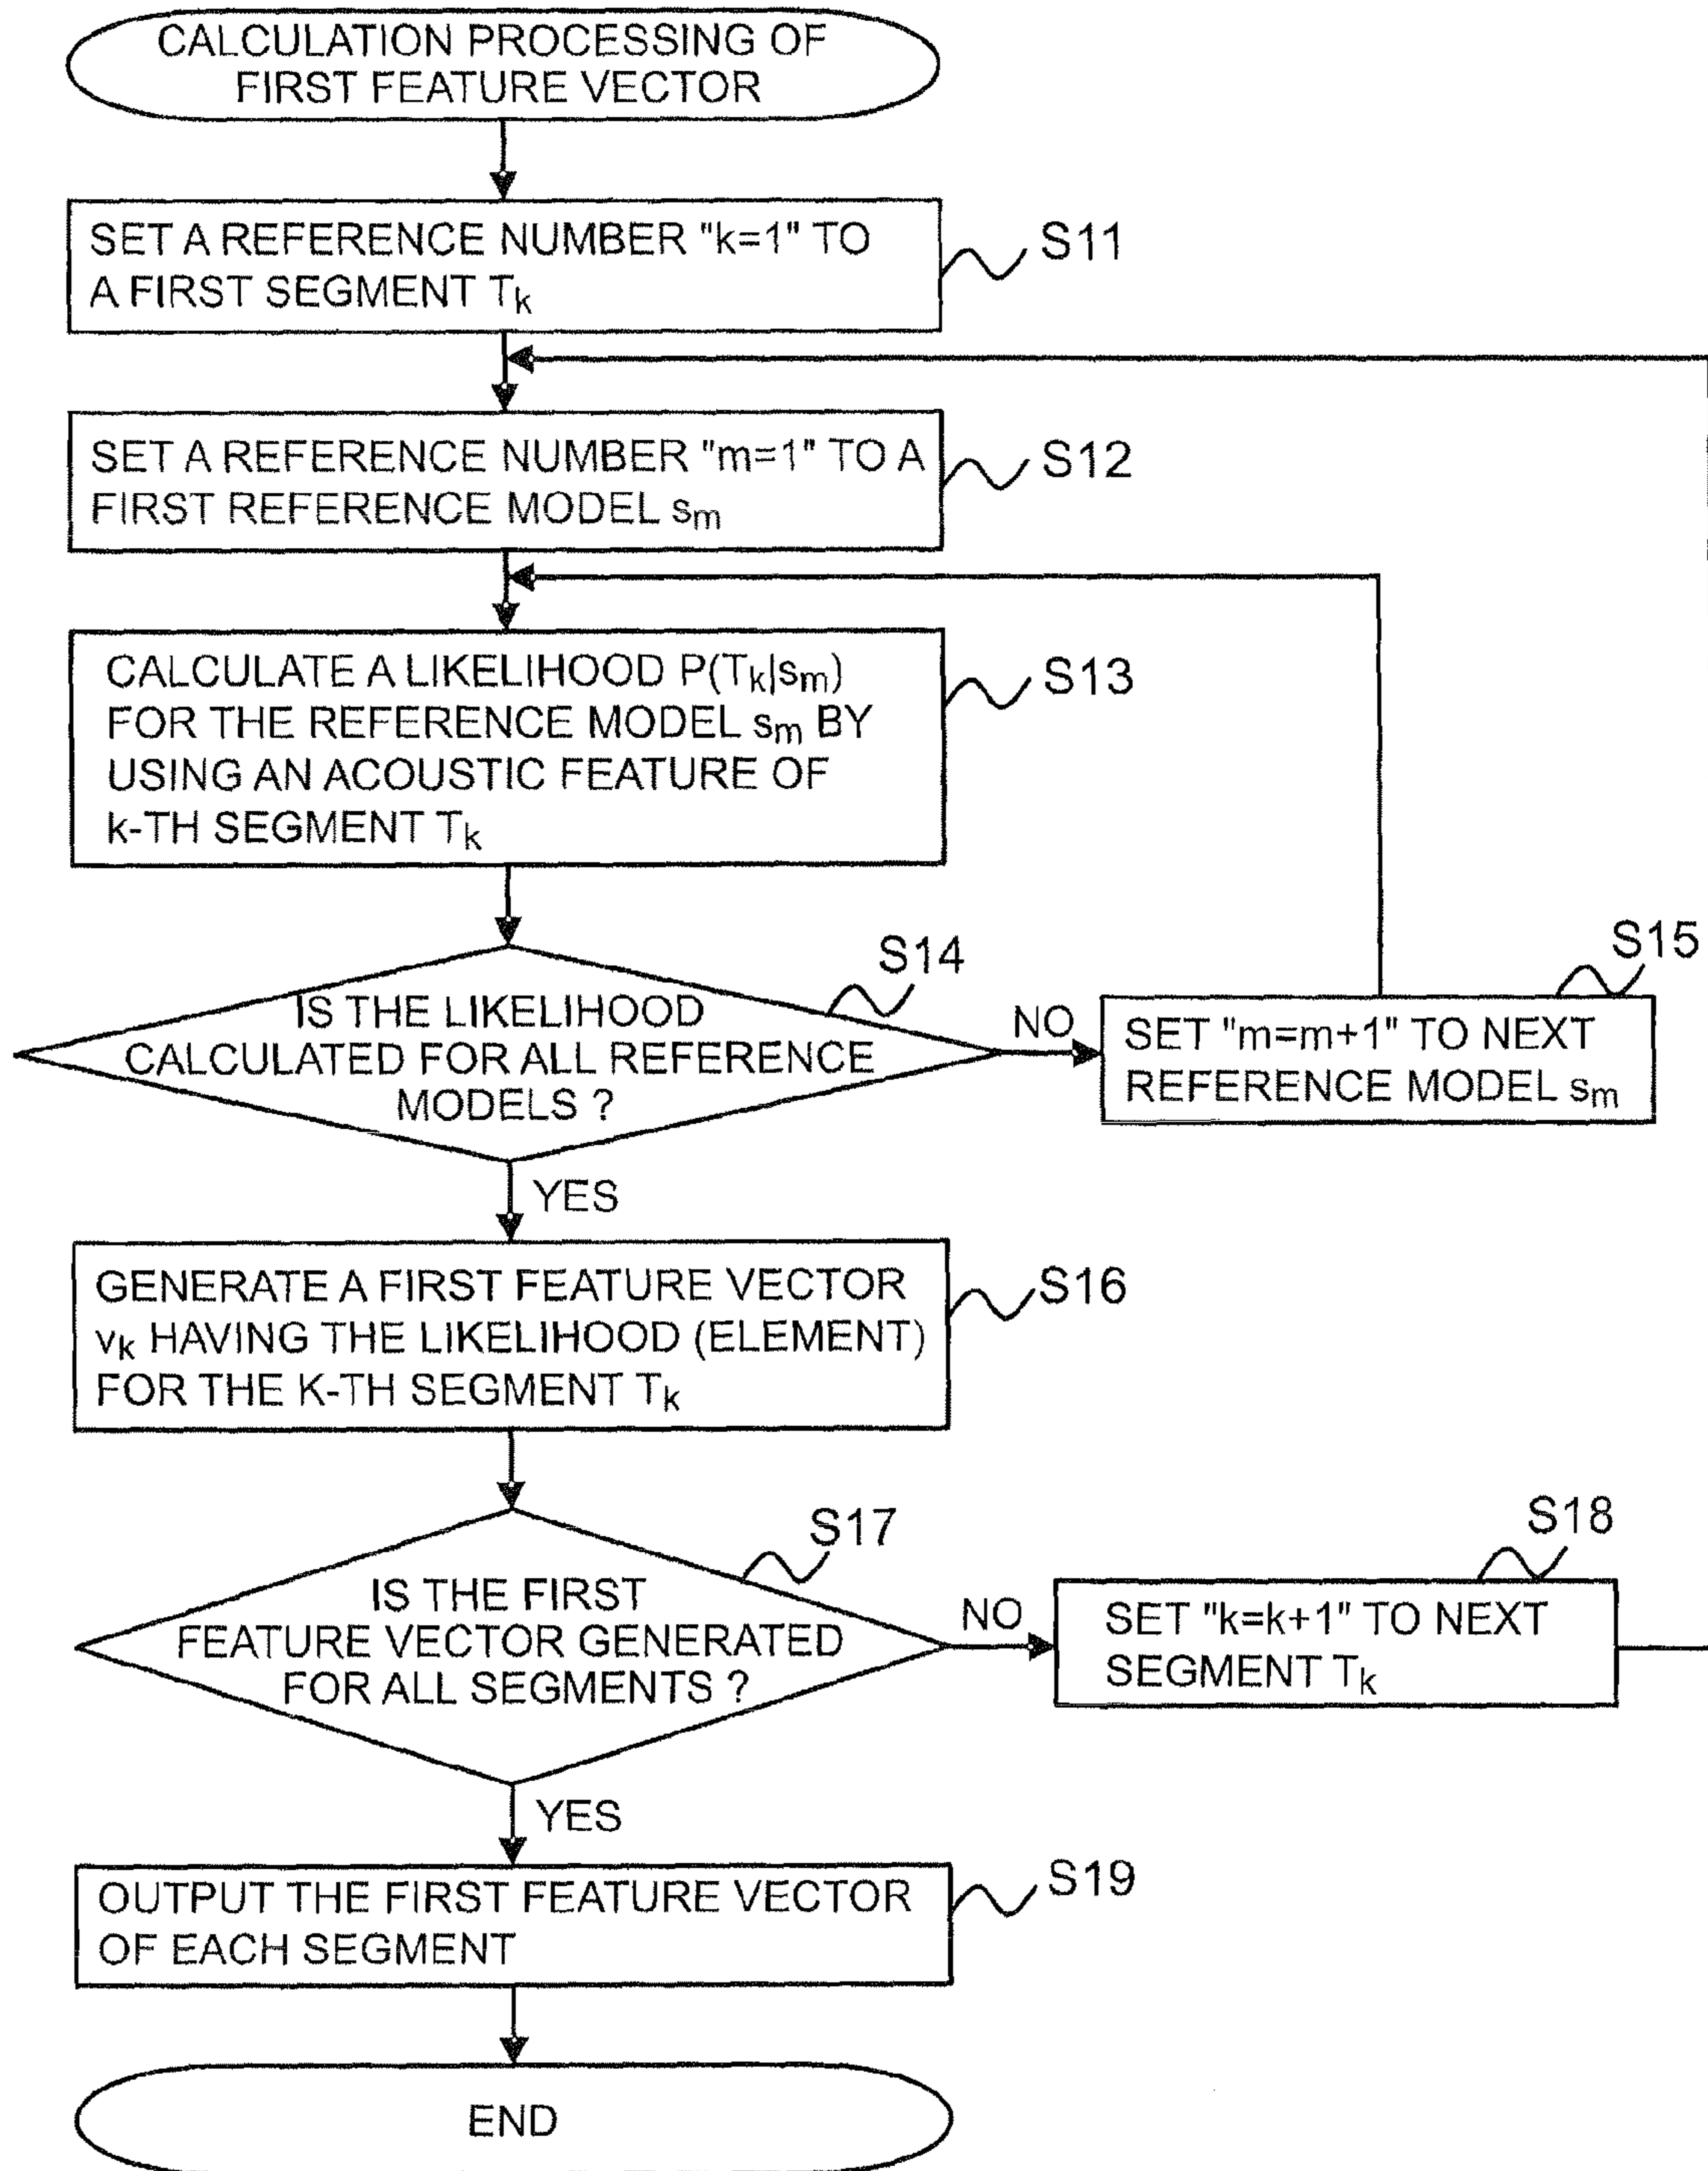 CALCULATION PROCESSING OF
FIRST FEATURE VECTOR
SET A REFERENCE NUMBER "k=1" TO
A FIRST SEGMENT Tk
S11
SET A REFERENCE NUMBER "m=1" TO A
FIRST REFERENCE MODEL sm
S12
CALCULATE A LIKELIHOOD P(Tk|sm)
FOR THE REFERENCE MODEL sm BY
USING AN ACOUSTIC FEATURE OF
k-TH SEGMENT Tk
S13
S14
IS THE LIKELIHOOD
CALCULATED FOR ALL REFERENCE
MODELS ?
NO
S15
SET "m=m+1" TO NEXT
REFERENCE MODEL sm
YES
GENERATE A FIRST FEATURE VECTOR
vk HAVING THE LIKELIHOOD (ELEMENT)
FOR THE K-TH SEGMENT Tk
S16
S17
IS THE FIRST
FEATURE VECTOR GENERATED
FOR ALL SEGMENTS ?
NO
S18
SET "k=k+1" TO NEXT
SEGMENT Tk
YES
OUTPUT THE FIRST FEATURE VECTOR
OF EACH SEGMENT
S19
END